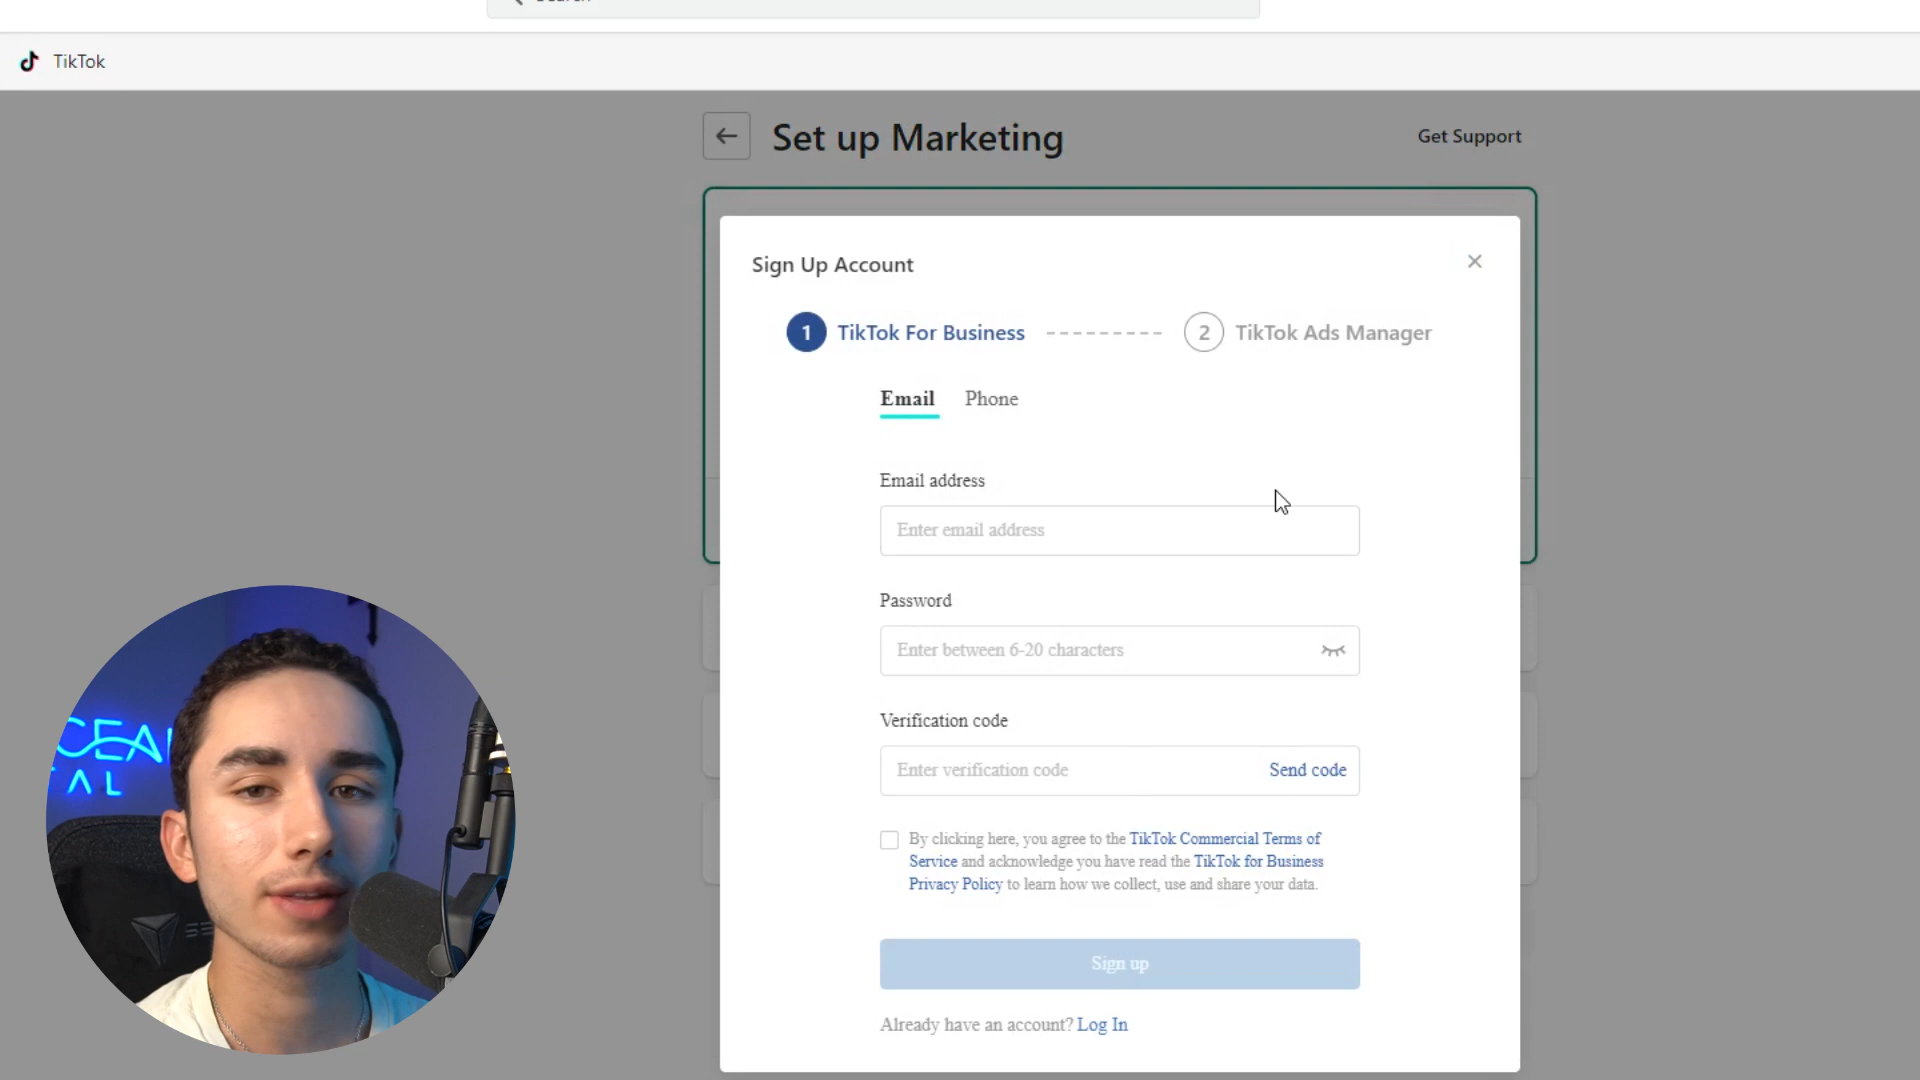 TikTok
Set up Marketing
Get Support
Sign Up Account
1 TikTok For Business
2 TikTok Ads Manager
Email Phone
Email address
Enter email address
Password
Enter between 6-20 characters
Verification code
Enter verification code
Send code
By clicking here, you agree to the TikTok Commercial Terms of
Service and acknowledge you have read the TikTok for Business
Privacy Policy to learn how we collect, use and share your data.
Sign up
Already have an account? Log In